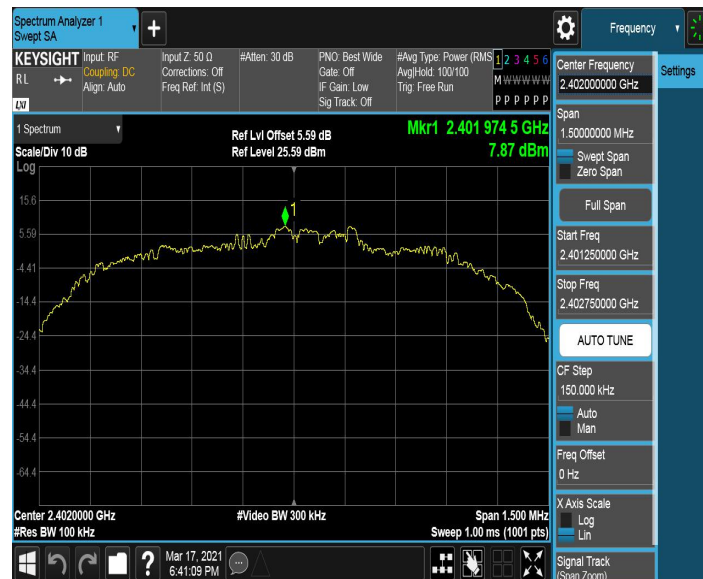 Spectrum Analyzer 1
Swept SA
+
Frequency
KEYSIGHT
RL
LXI
Input: RF
Coupling: DC
Align: Auto
Input Z: 50 Ω
Corrections: Off
Freq Ref: Int (S)
#Atten: 30 dB
PNO: Best Wide
Gate: Off
IF Gain: Low
Sig Track: Off
#Avg Type: Power (RMS
Avg|Hold: 100/100
Trig: Free Run
1 2 3 4 5 6
M W W W W W
P P P P P P
1 Spectrum
Scale/Div 10 dB
Ref Lvl Offset 5.59 dB
Ref Level 25.59 dBm
Mkr1 2.401 974 5 GHz
7.87 dBm
Log
15.6
5.59
-4.41
-14.4
-24.4
-34.4
-44.4
-54.4
-64.4
1
Center 2.4020000 GHz
#Res BW 100 kHz
#Video BW 300 kHz
Span 1.500 MHz
Sweep 1.00 ms (1001 pts)
Mar 17, 2021
6:41:09 PM
?
Center Frequency
2.402000000 GHz
Settings
Span
1.50000000 MHz
Swept Span
Zero Span
Full Span
Start Freq
2.401250000 GHz
Stop Freq
2.402750000 GHz
AUTO TUNE
CF Step
150.000 kHz
Auto
Man
Freq Offset
0 Hz
X Axis Scale
Log
Lin
Signal Track
(Span Zoom)